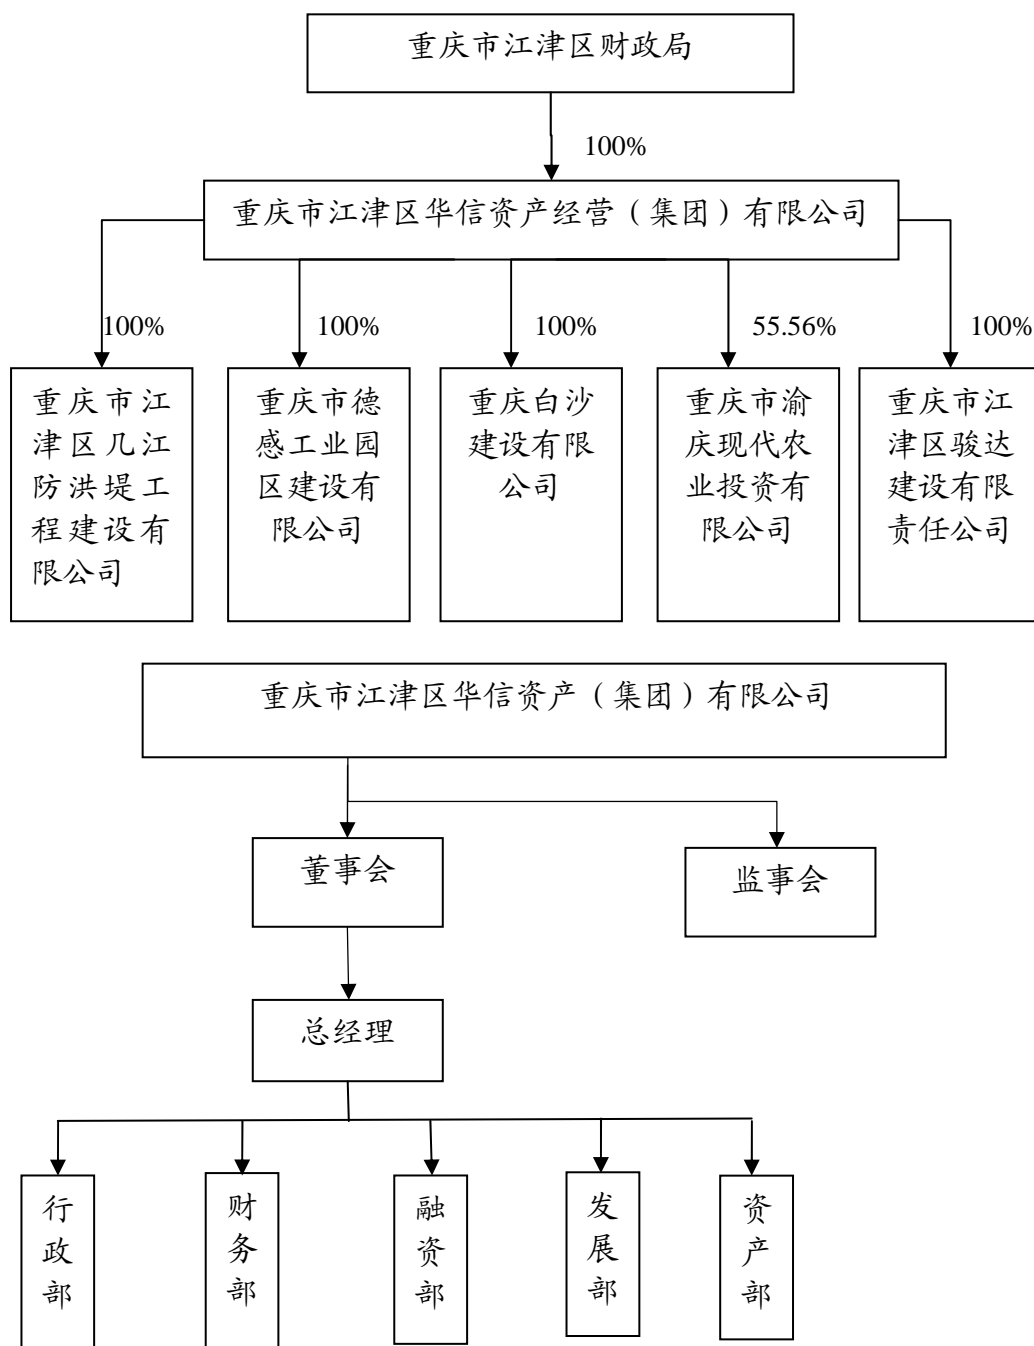 重庆市江津区财政局
100%
重庆市江津区华信资产经营（集团）有限公司
100%
100%
100%
55.56%
100%
重庆市江
津区几江
防洪堤工
程建设有
限公司
重庆市德
感工业园
区建设有
限公司
重庆白沙
建设有限
公司
重庆市渝
庆现代农
业投资有
限公司
重庆市江
津区骏达
建设有限
责任公司
重庆市江津区华信资产（集团）有限公司
董事会
监事会
总经理
行
政
部
财
务
部
融
资
部
发
展
部
资
产
部